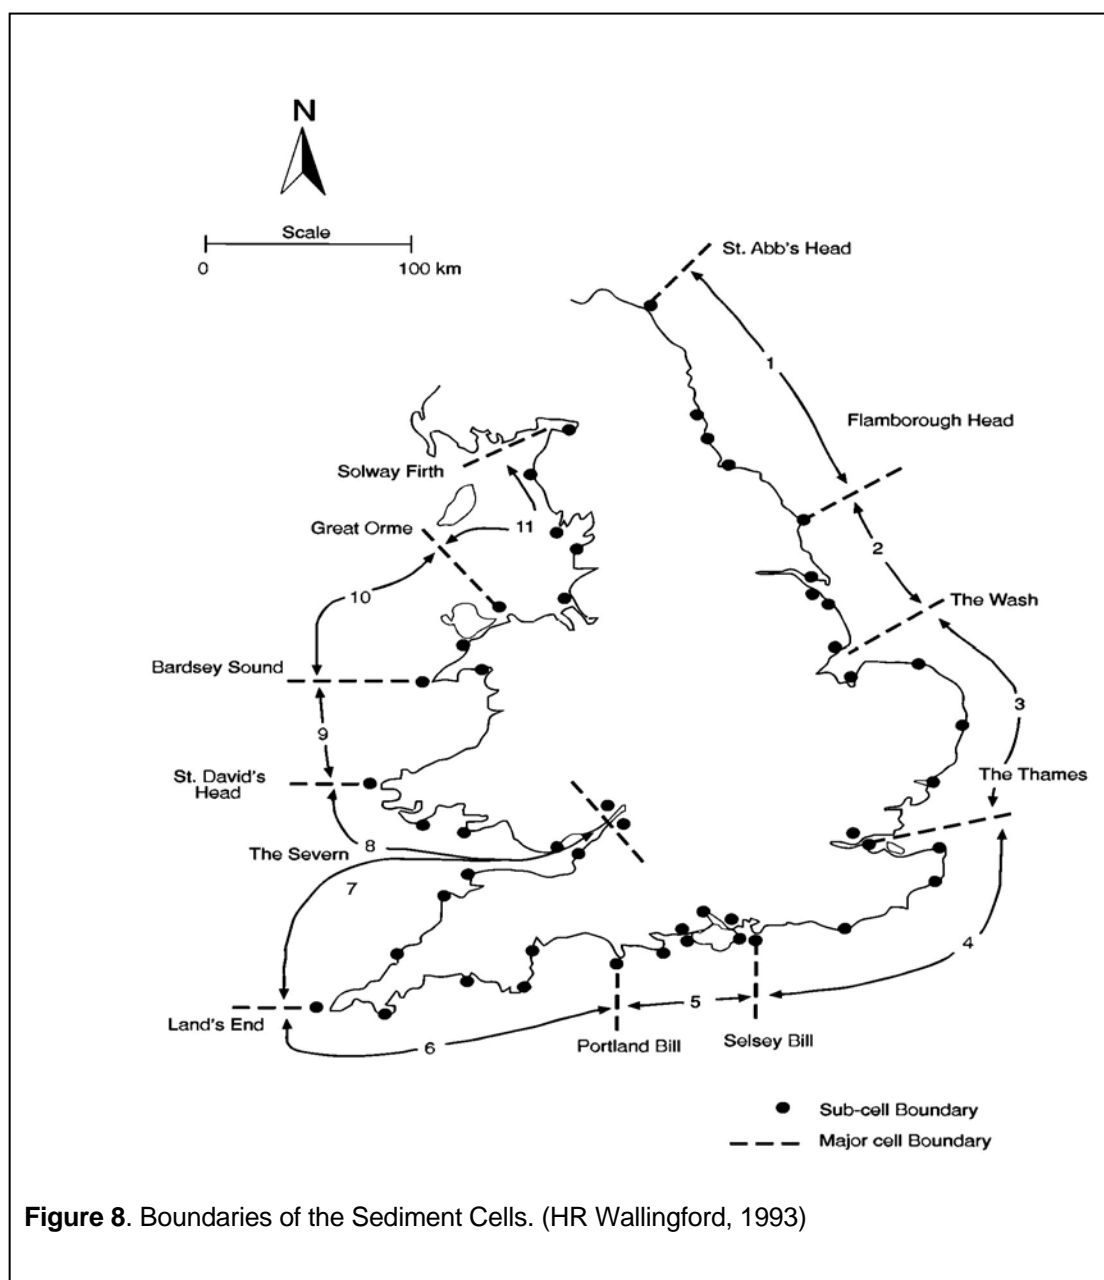 N
Scale
0
100 km
St. Abb's Head
1
Flamborough Head
Solway Firth
Great Orme
11
2
10
The Wash
Bardsey Sound
3
9
St. David's
Head
The Thames
The Severn
8
7
4
5
Land's End
6
Portland Bill
Selsey Bill
Sub-cell Boundary
Major cell Boundary
Figure 8. Boundaries of the Sediment Cells. (HR Wallingford, 1993)